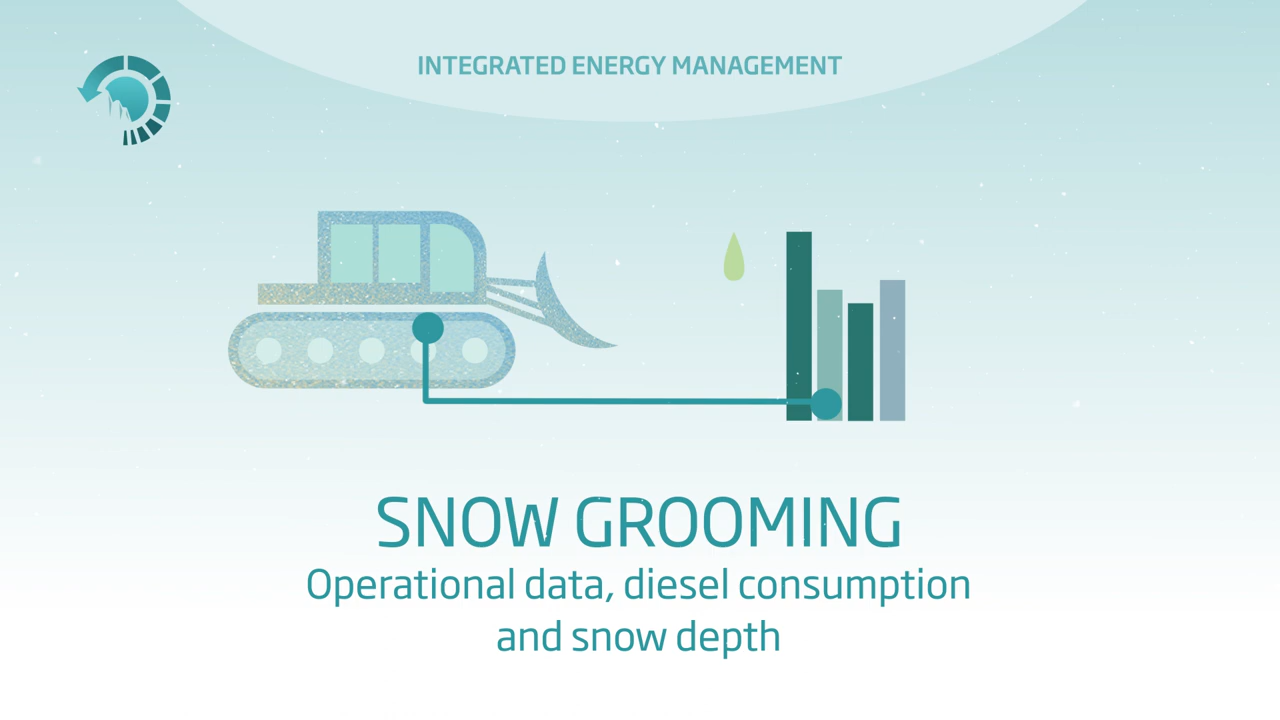 INTEGRATED ENERGY MANAGEMENT
SNOW GROOMING
Operational data, diesel consumption
and snow depth